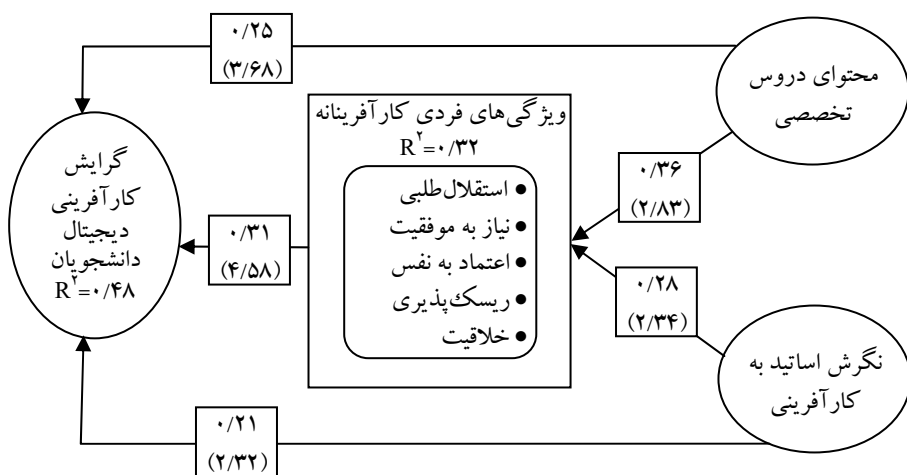 ۰/۲۵
(۳/۶۸)
محتوای دروس
تخصصی
ویژگی‌های فردی کارآفرینانه
R۲=۰/۳۲
● استقلال‌طلبی
● نیاز به موفقیت
● اعتماد به نفس
● ریسک‌پذیری
● خلاقیت
۰/۳۶
(۲/۸۳)
گرایش
کارآفرینی
دیجیتال
دانشجویان
R۲=۰/۴۸
۰/۳۱
(۴/۵۸)
۰/۲۸
(۲/۳۴)
نگرش اساتید به
کارآفرینی
۰/۲۱
(۲/۳۲)